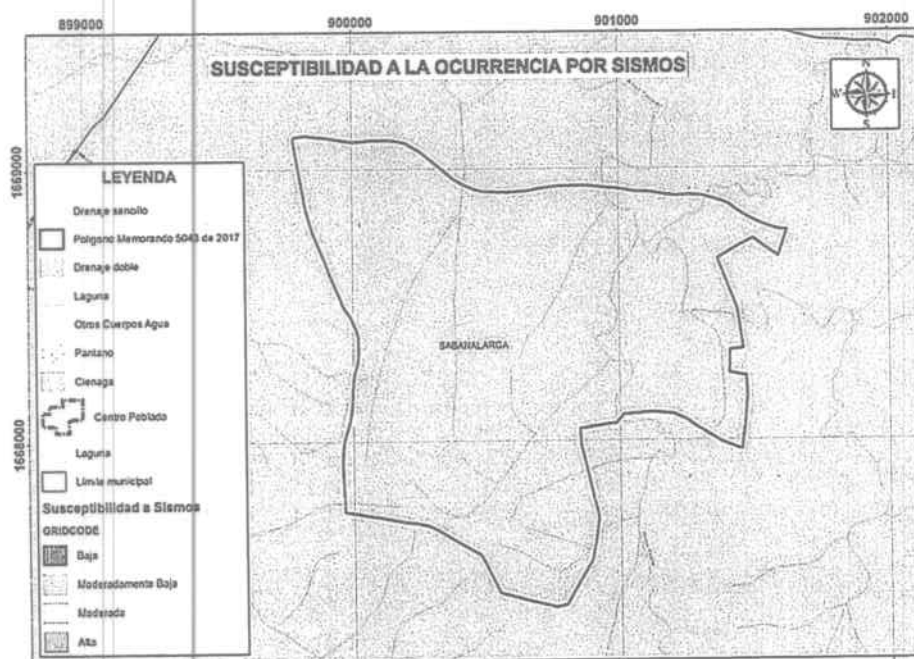 899000
900000
901000
902000
SUSCEPTIBILIDAD A LA OCURRENCIA POR SISMOS
N
W
E
S
1669000
1668000
LEYENDA
Drenaje sencillo
Poligono Memorando 5043 de 2017
Drenaje doble
Laguna
Otros Cuerpos Agua
Pantano
Cienaga
Centro Poblado
Laguna
Límite municipal
Susceptibilidad a Sismos
GRIDCODE
Baja
Moderadamente Baja
Moderada
Alta
SABANALARGA